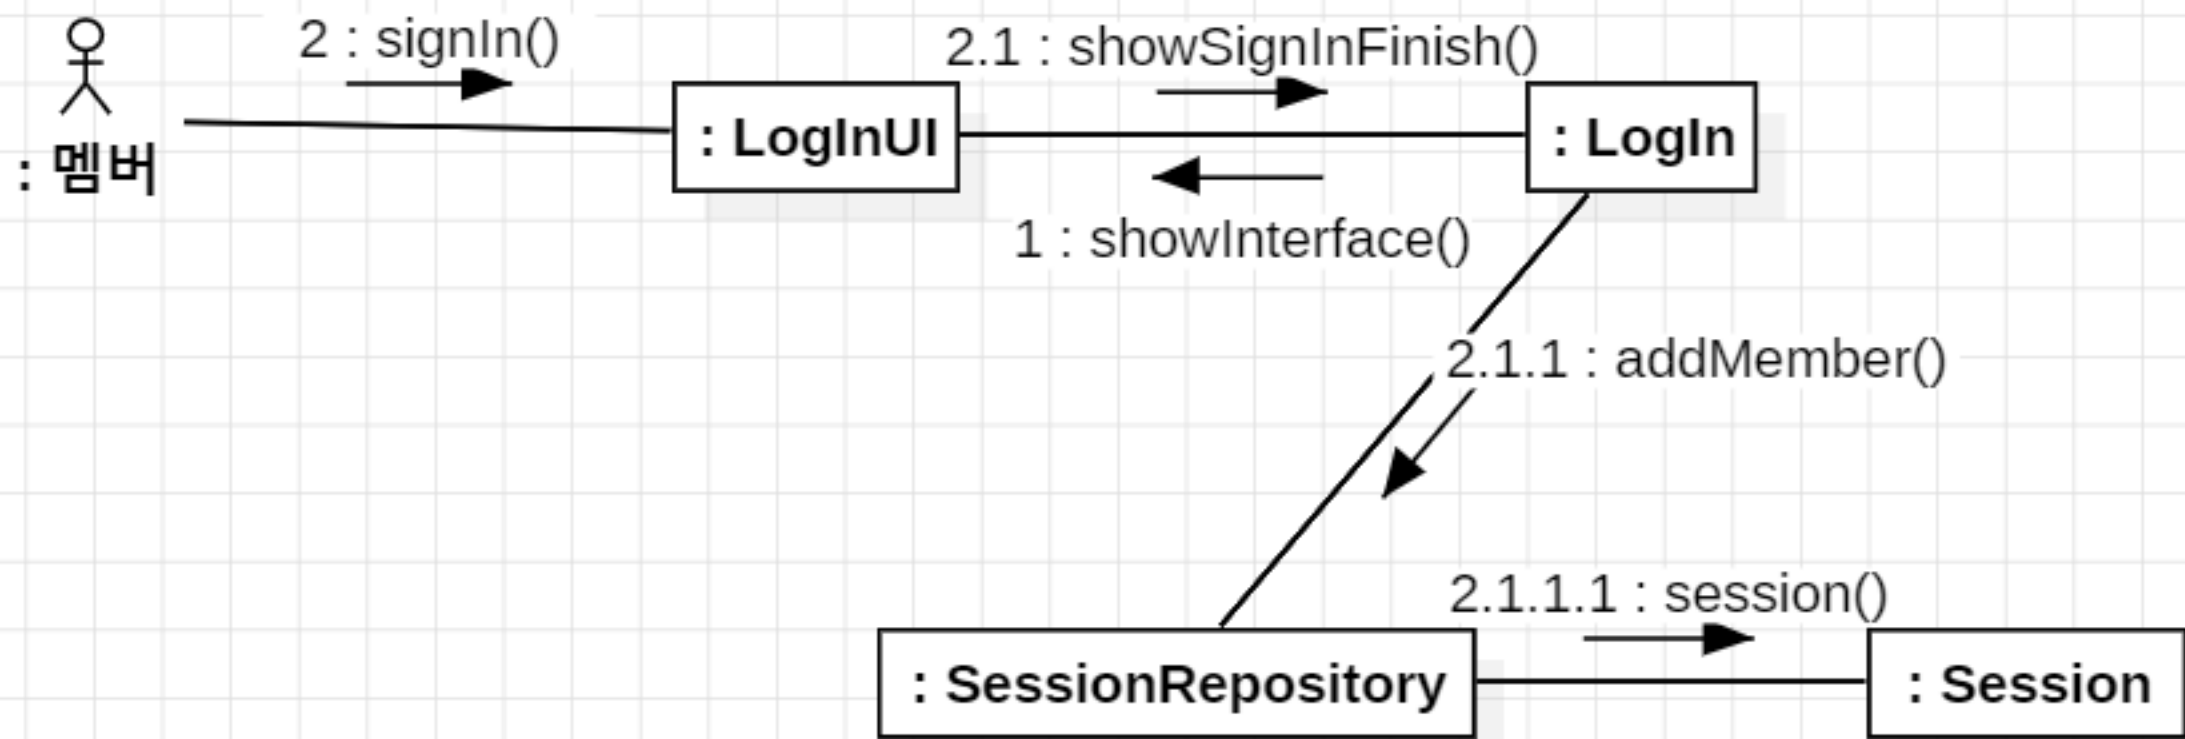 2 : signIn()
2.1 : showSignInFinish()
: 멤버
: LogInUI
: LogIn
1 : showInterface()
2.1.1 : addMember()
2.1.1.1 : session()
: SessionRepository
: Session